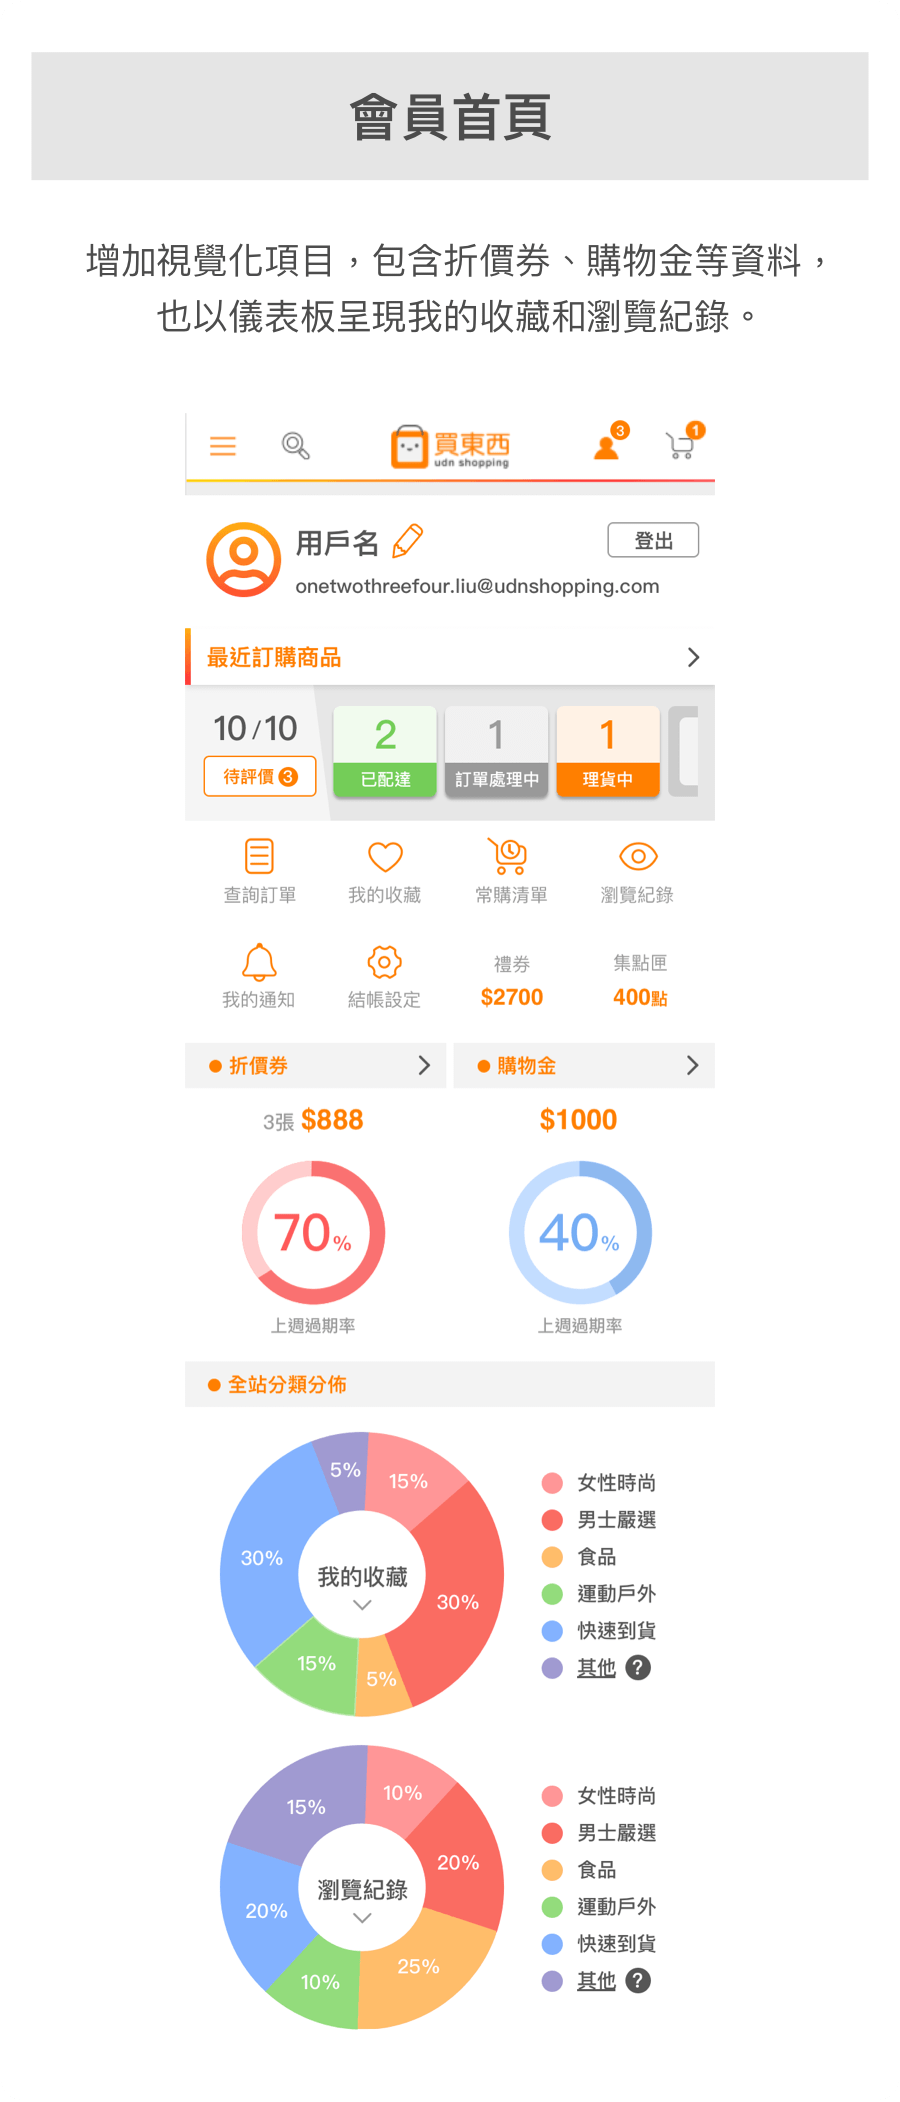 會員首頁
增加視覺化項目，包含折價券、購物金等資料，
也以儀表板呈現我的收藏和瀏覽紀錄。
買東西
udn shopping
3
1
用戶名
登出
onetwothreefour.liu@udnshopping.com
最近訂購商品
10/10
待評價 3
2
已配達
1
訂單處理中
1
理貨中
查詢訂單
我的收藏
常購清單
瀏覽紀錄
我的通知
結帳設定
禮券
$2700
集點匣
400點
折價券
購物金
3張 $888
$1000
70%
40%
上週過期率
上週過期率
全站分類分佈
5%
15%
30%
30%
15%
5%
我的收藏
女性時尚
男士嚴選
食品
運動戶外
快速到貨
其他 ?
10%
15%
20%
20%
25%
10%
瀏覽紀錄
女性時尚
男士嚴選
食品
運動戶外
快速到貨
其他 ?